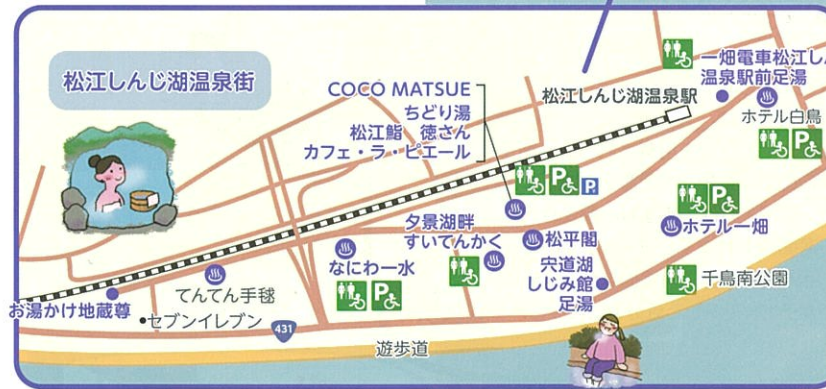 松江しんじ湖温泉街
COCO MATSUE
ちどり湯
松江鮨 徳さん
カフェ・ラ・ピエール
松江しんじ湖温泉駅
一畑電車松江しん
温泉駅前足湯
ホテル白鳥
P
P
P
P
ホテル一畑
夕景湖畔
すいてんかく
松平閣
宍道湖
しじみ館
足湯
千鳥南公園
なにわ一水
P
てんてん手毬
お湯かけ地蔵尊
•セブンイレブン
431
遊歩道